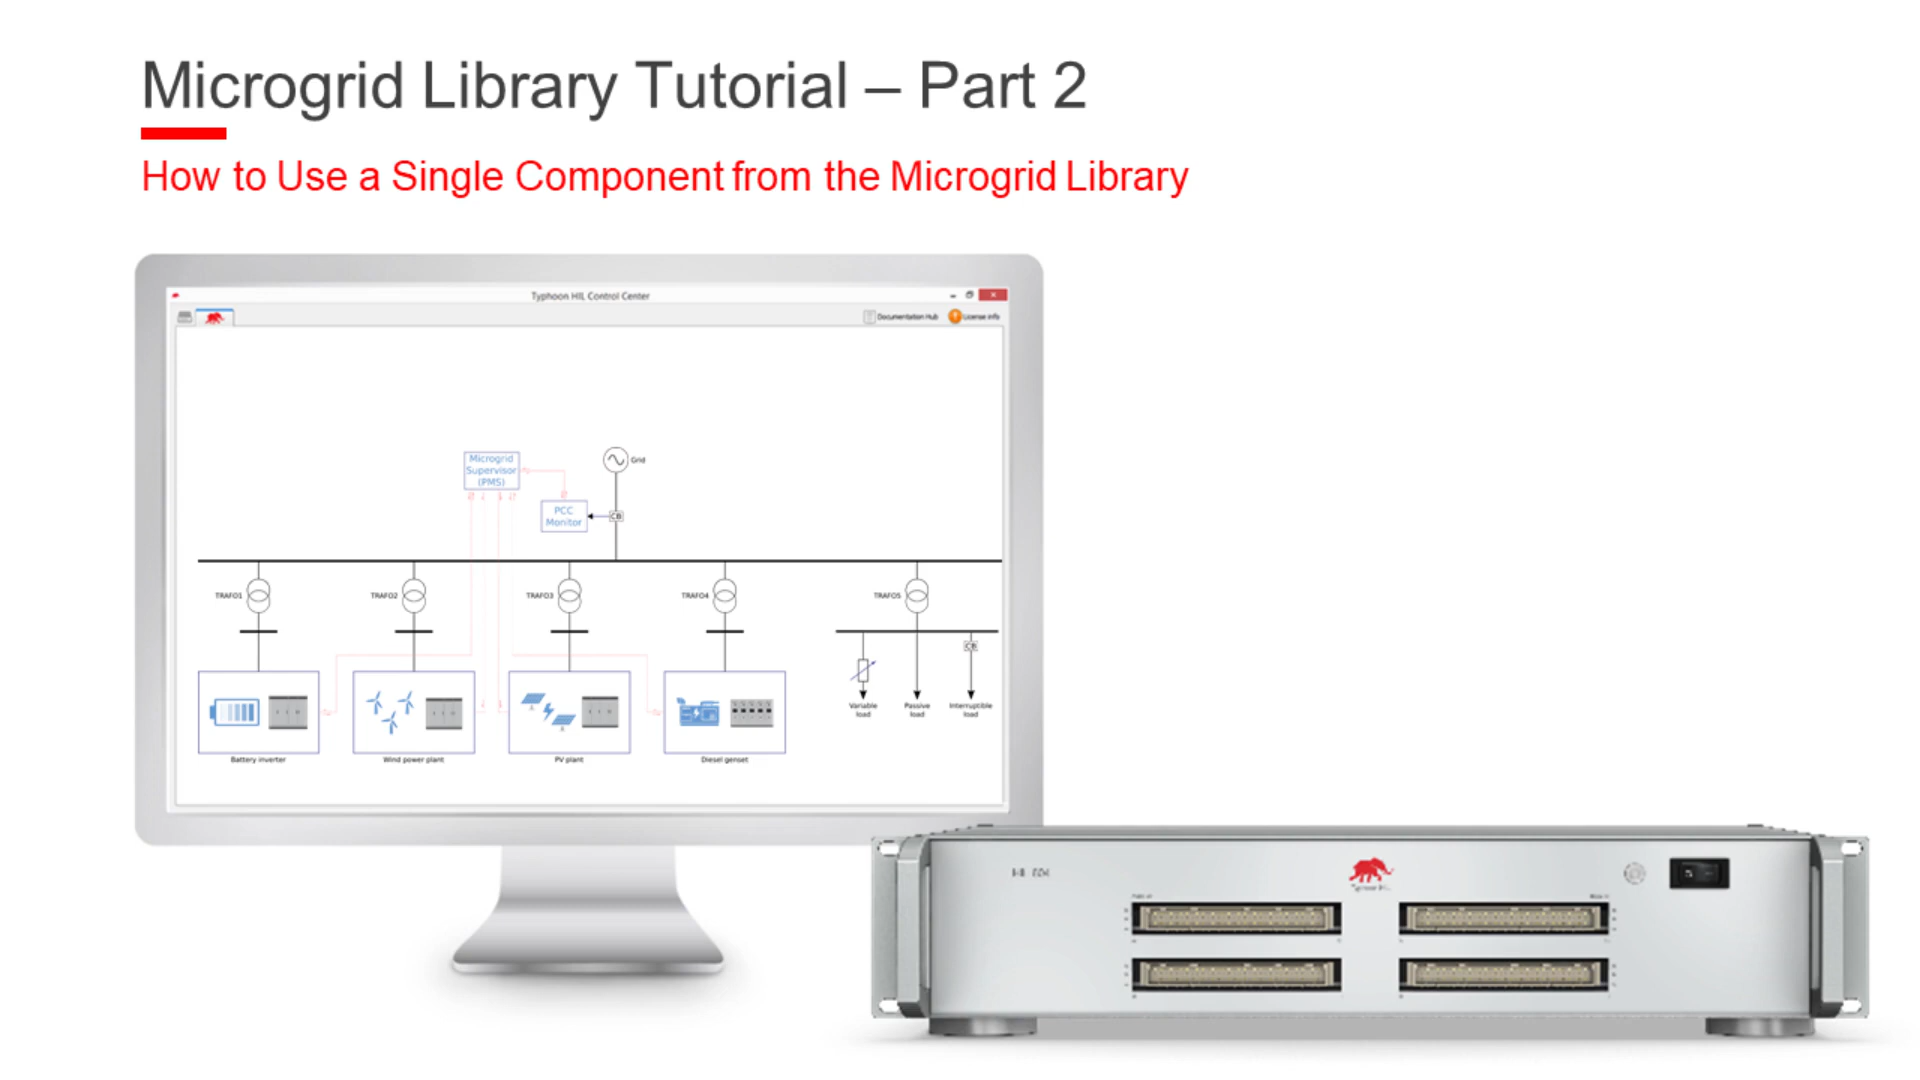 Microgrid Library Tutorial – Part 2
How to Use a Single Component from the Microgrid Library
Typhoon HIL Control Center
Documentation Hub
License info
Microgrid
Supervisor
(PMS)
Grid
PCC
Monitor
CB
TRAFO1
TRAFO2
TRAFO3
TRAFO4
TRAFO5
CB
Variable
load
Passive
load
Interruptible
load
Battery inverter
Wind power plant
PV plant
Diesel genset